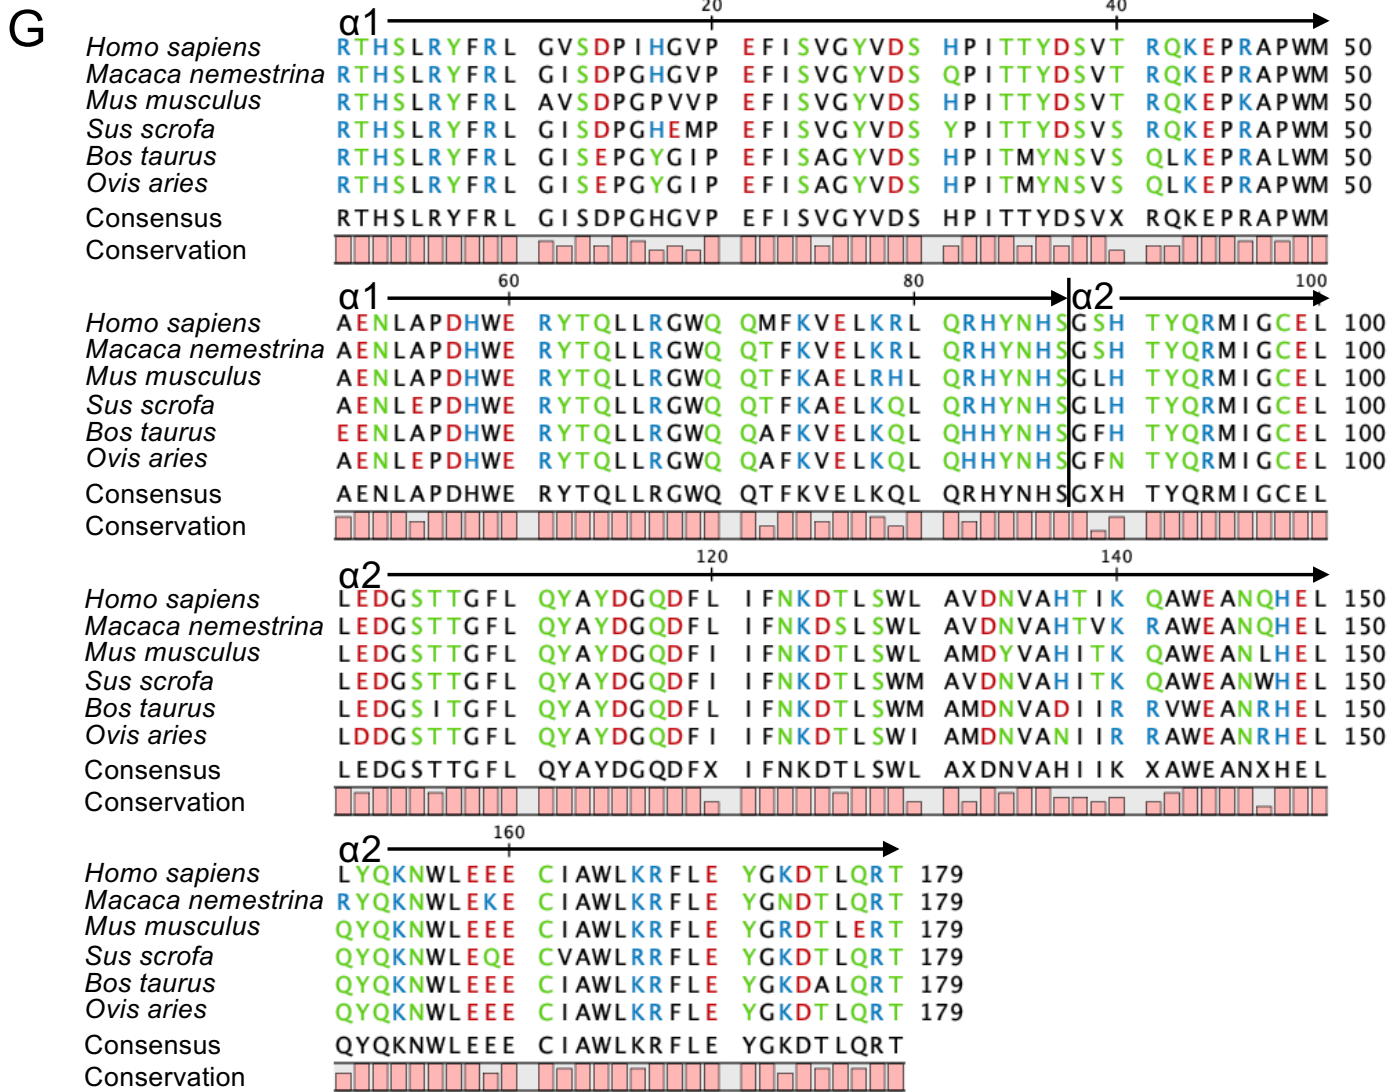 G
20 40
α1
Homo sapiens RTHSLRYFRL GVSDPIHGVP EFISVGYVDS HPITTYDSVT RQKEPRAPWM 50
Macaca nemestrina RTHSLRYFRL GISDPGHGVP EFISVGYVDS QPITTYDSVT RQKEPRAPWM 50
Mus musculus RTHSLRYFRL AVSDPGPVVP EFISVGYVDS HPITTYDSVT RQKEPKAPWM 50
Sus scrofa RTHSLRYFRL GISDPGHEMP EFISVGYVDS YPITTYDSVS RQKEPRAPWM 50
Bos taurus RTHSLRYFRL GISEPGYGIP EFISAGYVDS HPITMYNSVS QLKEPRALWM 50
Ovis aries RTHSLRYFRL GISEPGYGIP EFISAGYVDS HPITMYNSVS QLKEPRAPWM 50
Consensus RTHSLRYFRL GISDPGHGVP EFISVGYVDS HPITTYDSVX RQKEPRAPWM
Conservation
60 80 100
α1 α2
Homo sapiens AENLAPDHWE RYTQLLRGWQ QMFKVELKRL QRHYNHSGSH TYQRMIGCEL 100
Macaca nemestrina AENLAPDHWE RYTQLLRGWQ QTFKVELKRL QRHYNHSGSH TYQRMIGCEL 100
Mus musculus AENLAPDHWE RYTQLLRGWQ QTFKAELRHL QRHYNHSGLH TYQRMIGCEL 100
Sus scrofa AENLEPDHWE RYTQLLRGWQ QTFKAELKQL QRHYNHSGLH TYQRMIGCEL 100
Bos taurus EENLAPDHWE RYTQLLRGWQ QAFKVELKQL QHHYNHSGFH TYQRMIGCEL 100
Ovis aries AENLEPDHWE RYTQLLRGWQ QAFKVELKQL QHHYNHSGFN TYQRMIGCEL 100
Consensus AENLAPDHWE RYTQLLRGWQ QTFKVELKQL QRHYNHSGXH TYQRMIGCEL
Conservation
120 140
α2
Homo sapiens LEDGSTTGFL QYAYDGQDFL IFNKDTLSWL AVDNVAHTIK QAWEANQHEL 150
Macaca nemestrina LEDGSTTGFL QYAYDGQDFL IFNKDSLSWL AVDNVAHTVK RAWEANQHEL 150
Mus musculus LEDGSTTGFL QYAYDGQDFI IFNKDTLSWL AMDYVAHITK QAWEANLHEL 150
Sus scrofa LEDGSTTGFL QYAYDGQDFI IFNKDTLSWM AVDNVAHITK QAWEANWHEL 150
Bos taurus LEDGSITGFL QYAYDGQDFL IFNKDTLSWM AMDNVADIIR RVWEANRHEL 150
Ovis aries LDDGSTTGFL QYAYDGQDFI IFNKDTLSWI AMDNVANIIR RAWEANRHEL 150
Consensus LEDGSTTGFL QYAYDGQDFX IFNKDTLSWL AXDNVAHIIK XAWEANXHEL
Conservation
160
α2
Homo sapiens LYQKNWLEEE CIAWLKRFLE YGKDTLQRT 179
Macaca nemestrina RYQKNWLEKE CIAWLKRFLE YGNDTLQRT 179
Mus musculus QYQKNWLEEE CIAWLKRFLE YGRDTLERT 179
Sus scrofa QYQKNWLEQE CVAWLRRFLE YGKDTLQRT 179
Bos taurus QYQKNWLEEE CIAWLKRFLE YGKDALQRT 179
Ovis aries QYQKNWLEEE CIAWLKRFLE YGKDTLQRT 179
Consensus QYQKNWLEEE CIAWLKRFLE YGKDTLQRT
Conservation